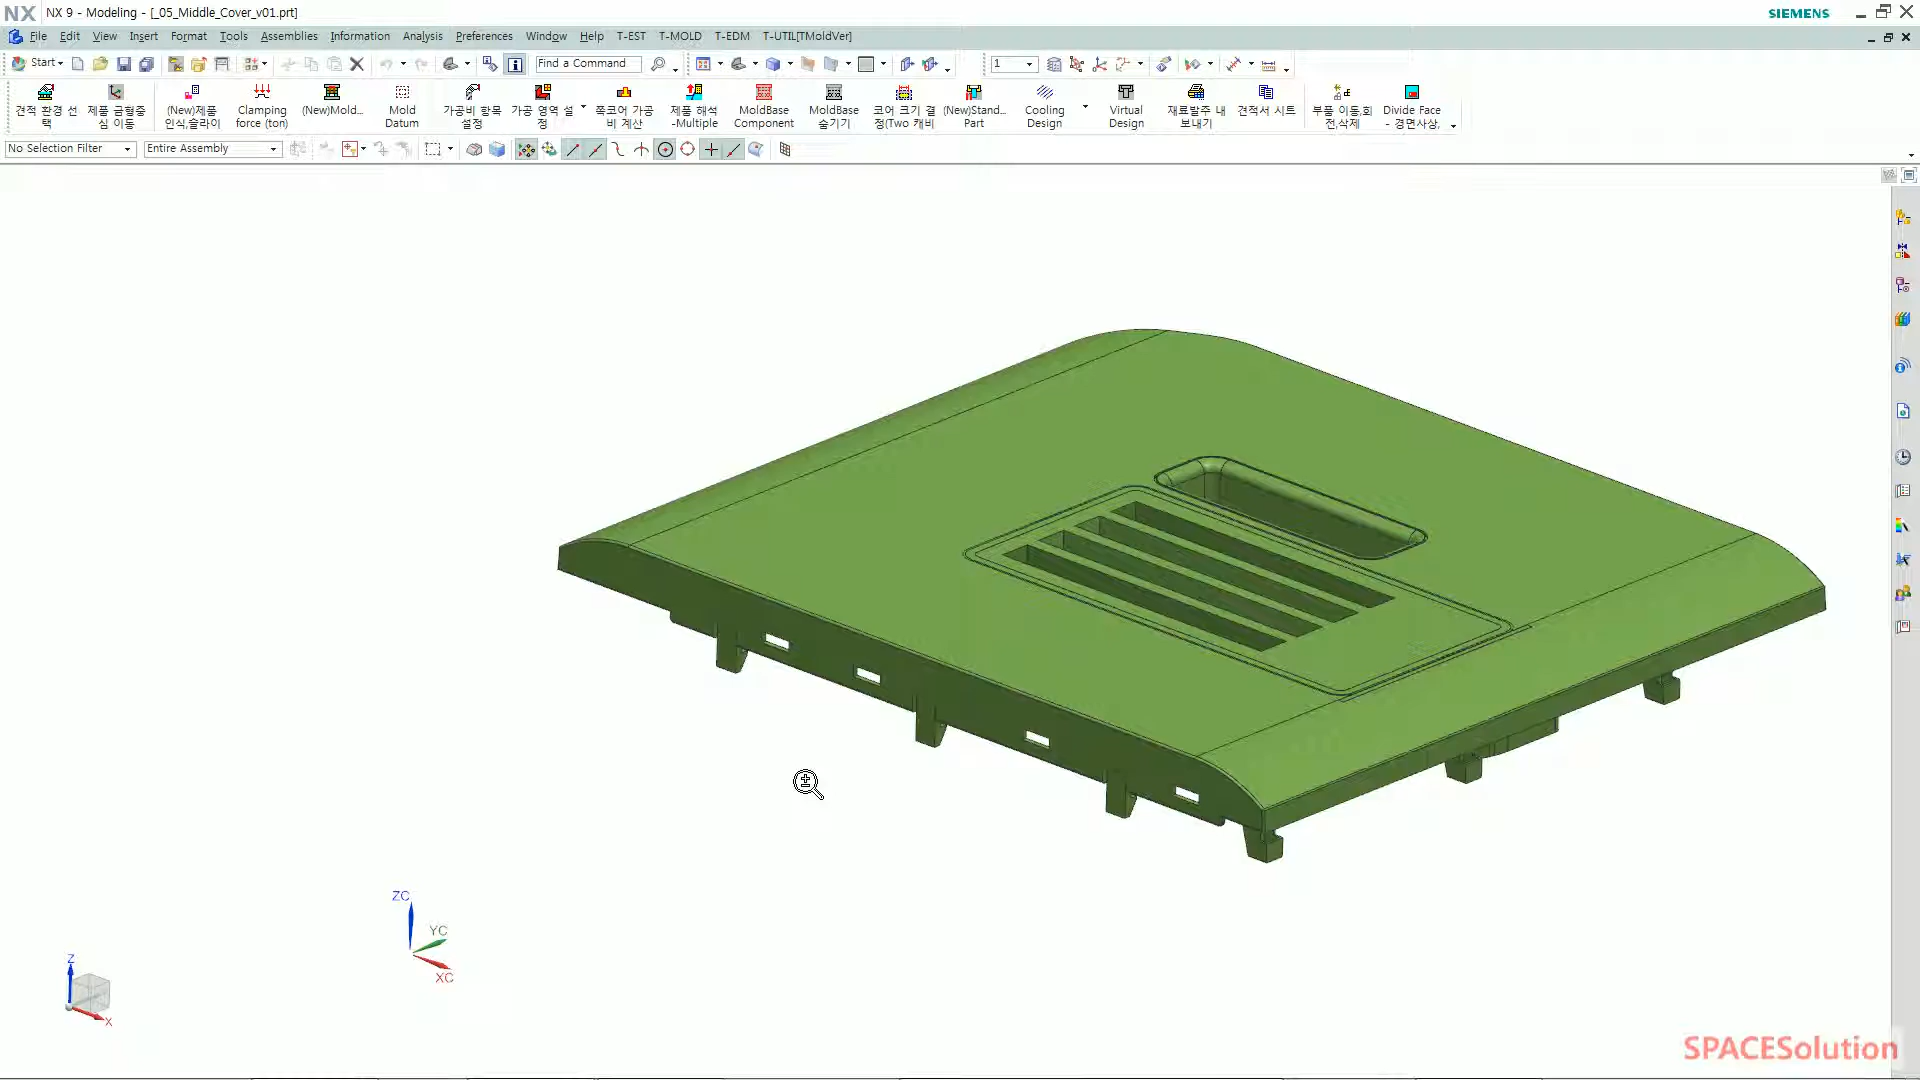 NX NX 9 - Modeling - [_05_Middle_Cover_v01.prt] SIEMENS
File Edit View Insert Format Tools Assemblies Information Analysis Preferences Window Help T-EST T-MOLD T-EDM T-UTIL[TMoldVer]
Start Find a Command 1
견적 환경 선 제품 금형중 (New)제품 Clamping (New)Mold... Mold 가공비 항목 가공 영역 설 쪽코어 가공 제품 해석 MoldBase MoldBase 코어 크기 결 (New)Stand... Cooling Virtual 재료발주 내 견적서 시트 부품 이동,회 Divide Face
택 심 이동 인식,슬라이 force (ton) Datum 설정 정 비 계산 -Multiple Component 숨기기 정(Two 캐비 Part Design Design 보내기 전,삭제 - 경면사상,
No Selection Filter Entire Assembly
ZC
YC
XC
Z
X
SPACESolution